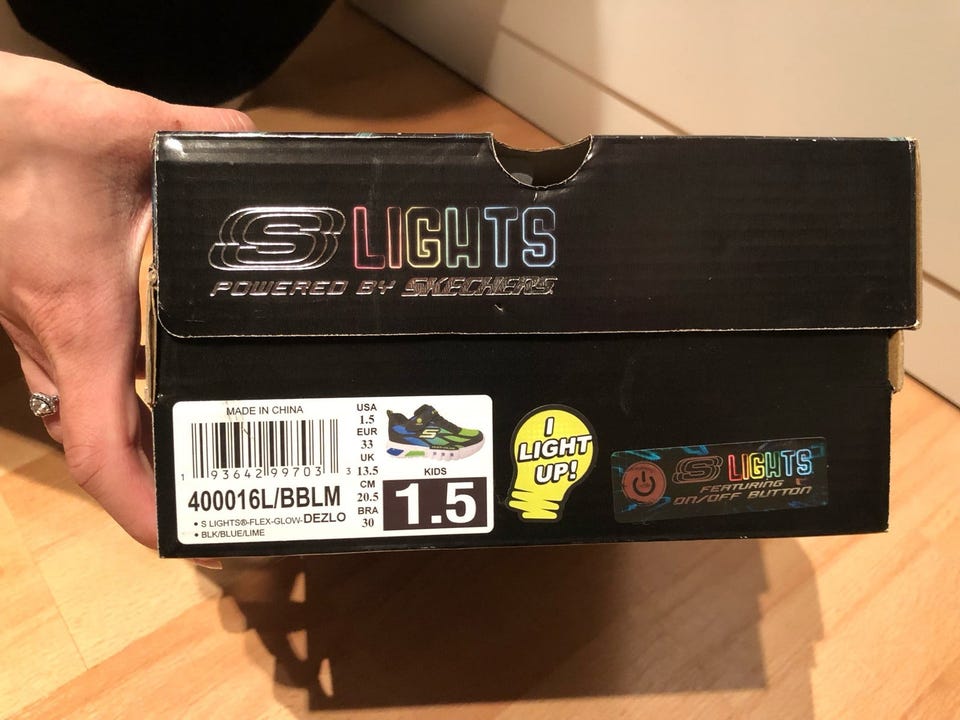 S LIGHTS
POWERED BY SKECHERS
MADE IN CHINA
1 93642 99703 3
400016L/BBLM
• S LIGHTS®-FLEX-GLOW-DEZLO
• BLK/BLUE/LIME
USA
1.5
EUR
33
UK
13.5
CM
20.5
BRA
30
S
KIDS
1.5
I
LIGHT
UP!
S LIGHTS
FEATURING
ON/OFF BUTTON